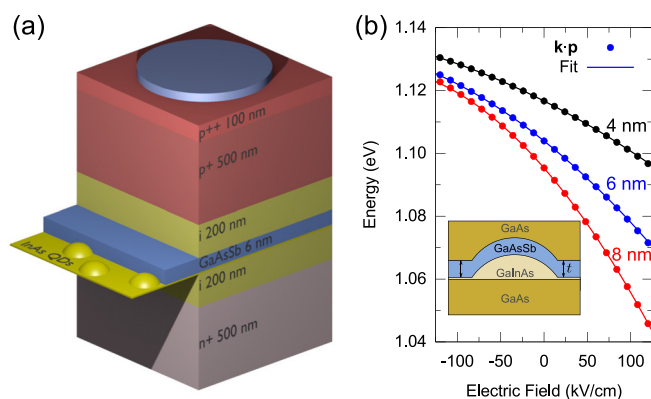 (a)
p++ 100 nm
p+ 500 nm
i 200 nm
GaAsSb 6 nm
InAs QDs
i 200 nm
n+ 500 nm
(b)
1.14
1.12
1.10
1.08
1.06
1.04
Energy (eV)
k·p
Fit
4 nm
6 nm
8 nm
GaAs
GaAsSb
t
GaInAs
GaAs
-100
-50
0
50
100
Electric Field (kV/cm)